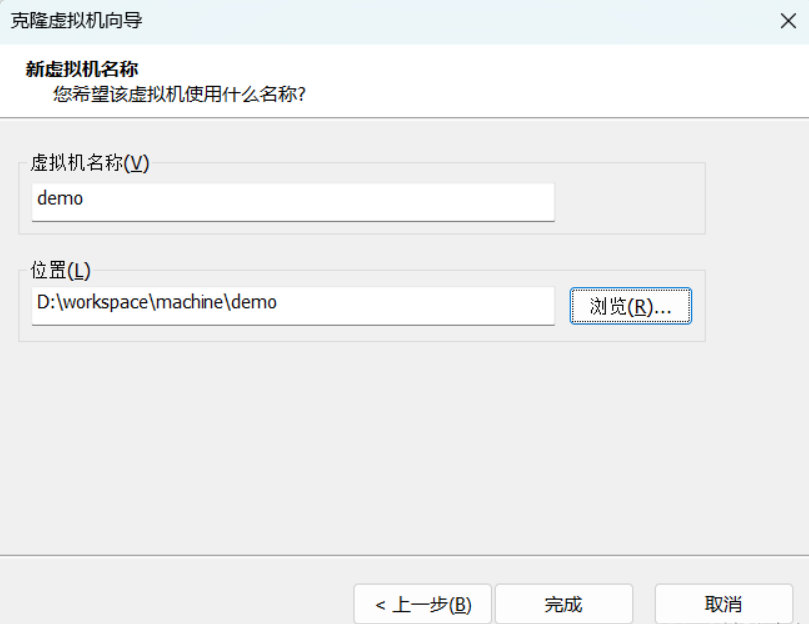 克隆虚拟机向导
新虚拟机名称
您希望该虚拟机使用什么名称?
虚拟机名称(V)
demo
位置(L)
D:\workspace\machine\demo
浏览(R)...
< 上一步(B)
完成
取消